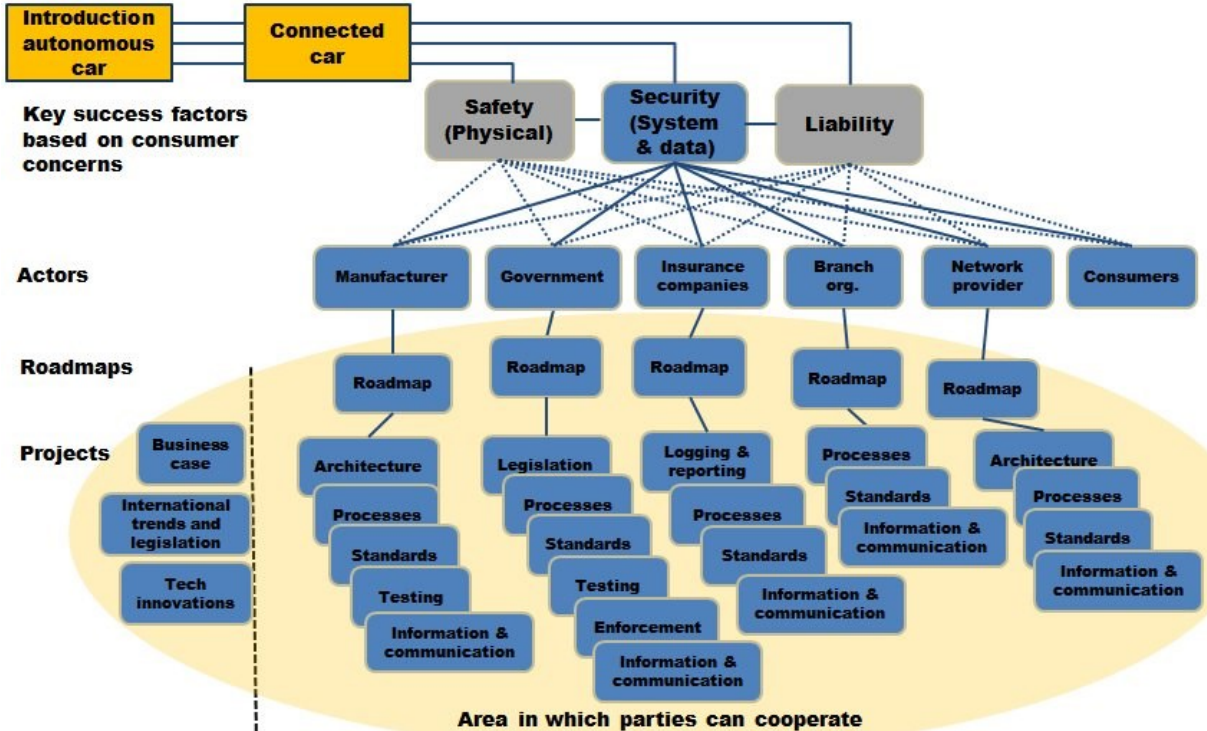 Introduction
autonomous
car
Connected
car
Key success factors
based on consumer
concerns
Safety
(Physical)
Security
(System
& data)
Liability
Actors
Manufacturer
Government
Insurance
companies
Branch
org.
Network
provider
Consumers
Roadmaps
Roadmap
Roadmap
Roadmap
Roadmap
Roadmap
Projects
Business
case
International
trends and
legislation
Tech
innovations
Architecture
Processes
Standards
Testing
Information &
communication
Legislation
Processes
Standards
Testing
Enforcement
Information &
communication
Logging &
reporting
Processes
Standards
Information &
communication
Processes
Standards
Information &
communication
Architecture
Processes
Standards
Information &
communication
Area in which parties can cooperate